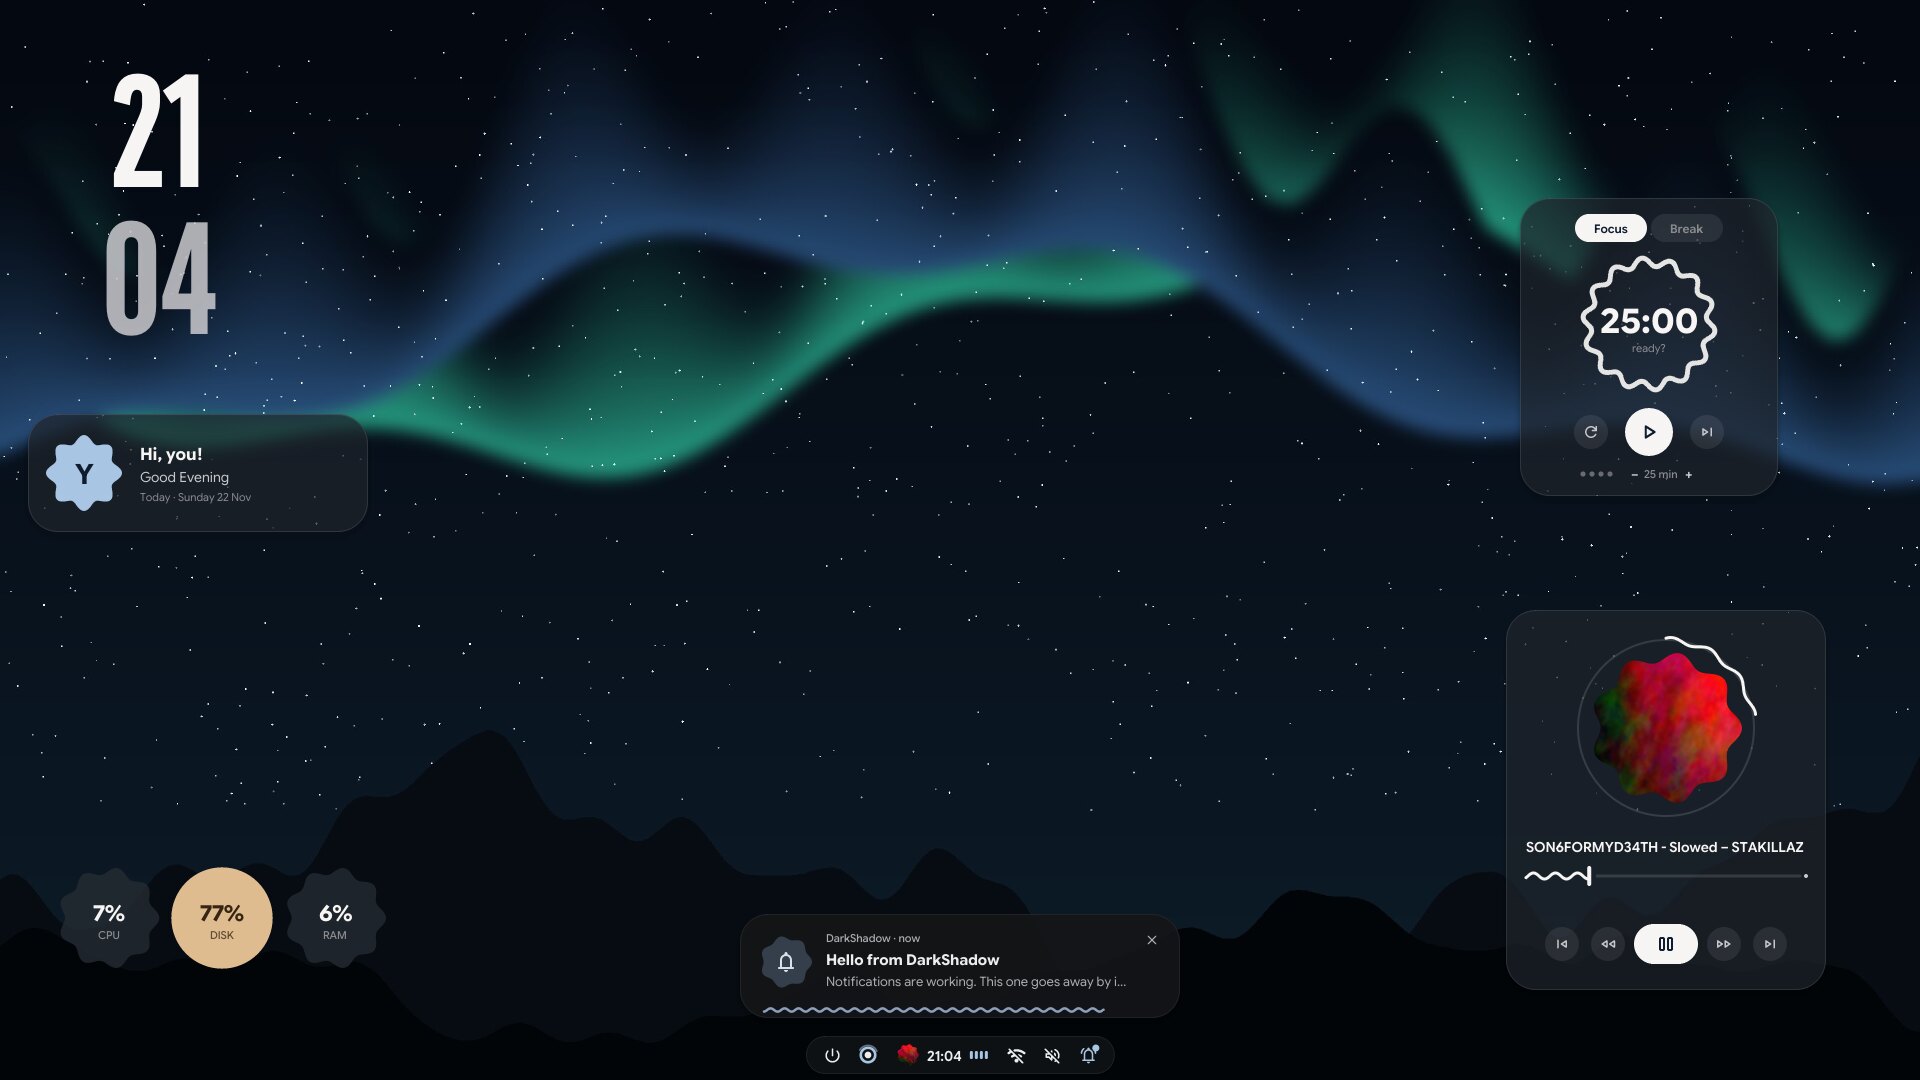 21
04
Hi, you!
Good Evening
Today · Sunday 22 Nov
Y
Focus
Break
25:00
ready?
– 25 min +
SON6FORMYD34TH - Slowed – STAKILLAZ
7%
CPU
77%
DISK
6%
RAM
DarkShadow · now
Hello from DarkShadow
Notifications are working. This one goes away by i...
21:04